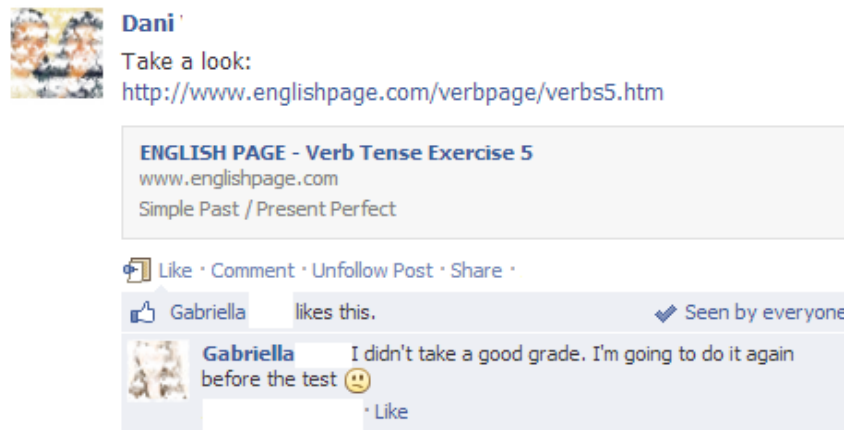 Dani
Take a look:
http://www.englishpage.com/verbpage/verbs5.htm
ENGLISH PAGE - Verb Tense Exercise 5
www.englishpage.com
Simple Past / Present Perfect
Like · Comment · Unfollow Post · Share ·
Gabriella likes this. Seen by everyone
Gabriella I didn't take a good grade. I'm going to do it again
before the test
· Like